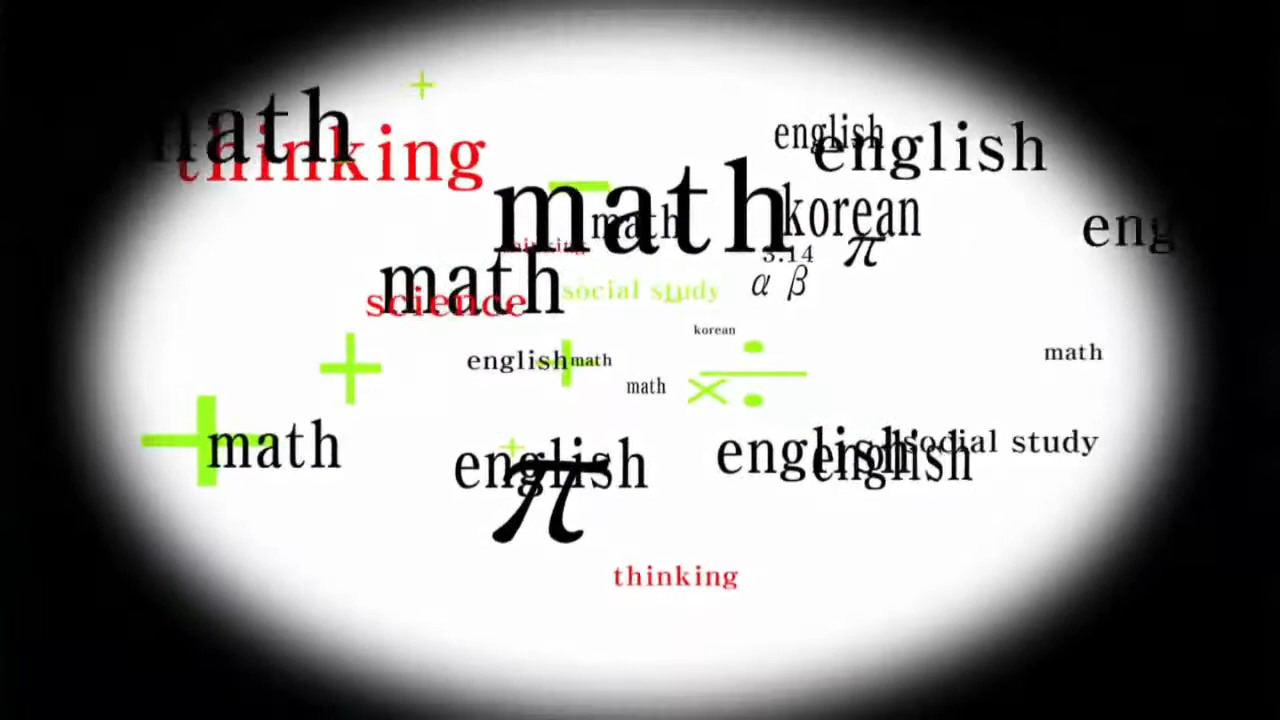 math
thinking
english
english
math
korean
math
eng
thinking
π
3.14
math
α β
social study
science
korean
math
english
math
math
math
english
english
social study
english
π
thinking